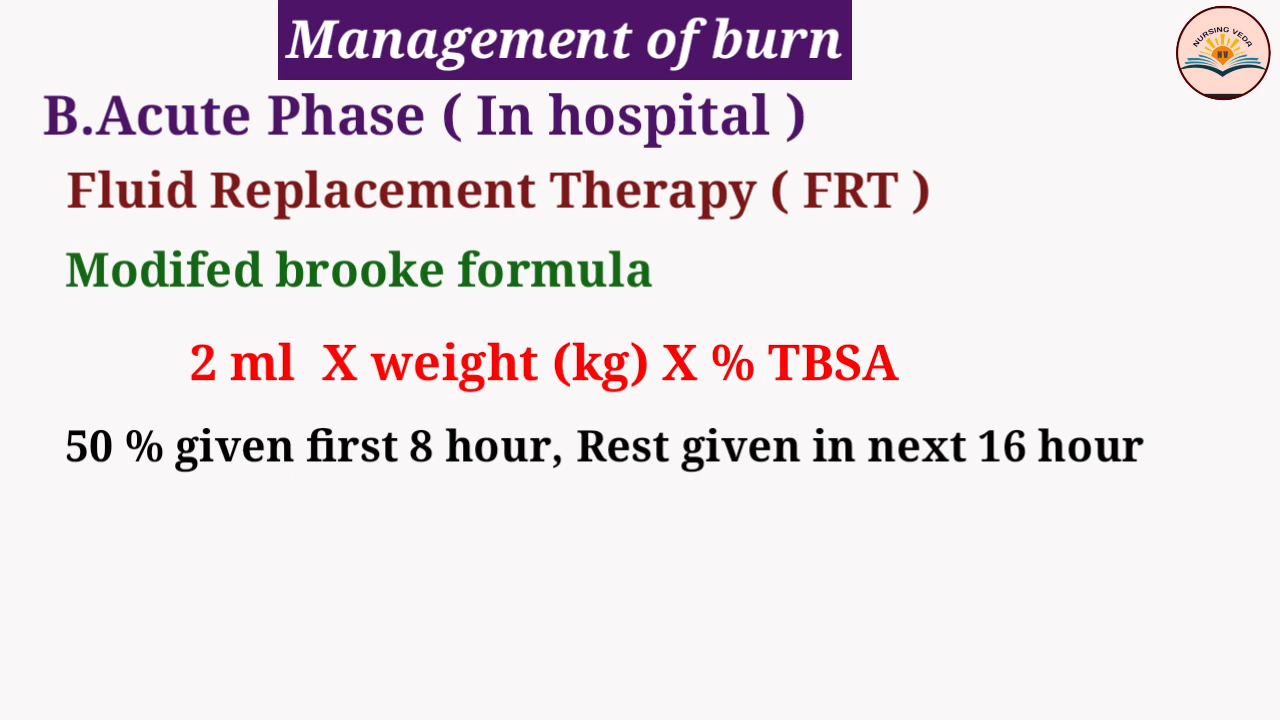 Management of burn
NURSING VEDA
NV
B.Acute Phase ( In hospital )
Fluid Replacement Therapy ( FRT )
Modifed brooke formula
2 ml X weight (kg) X % TBSA
50 % given first 8 hour, Rest given in next 16 hour